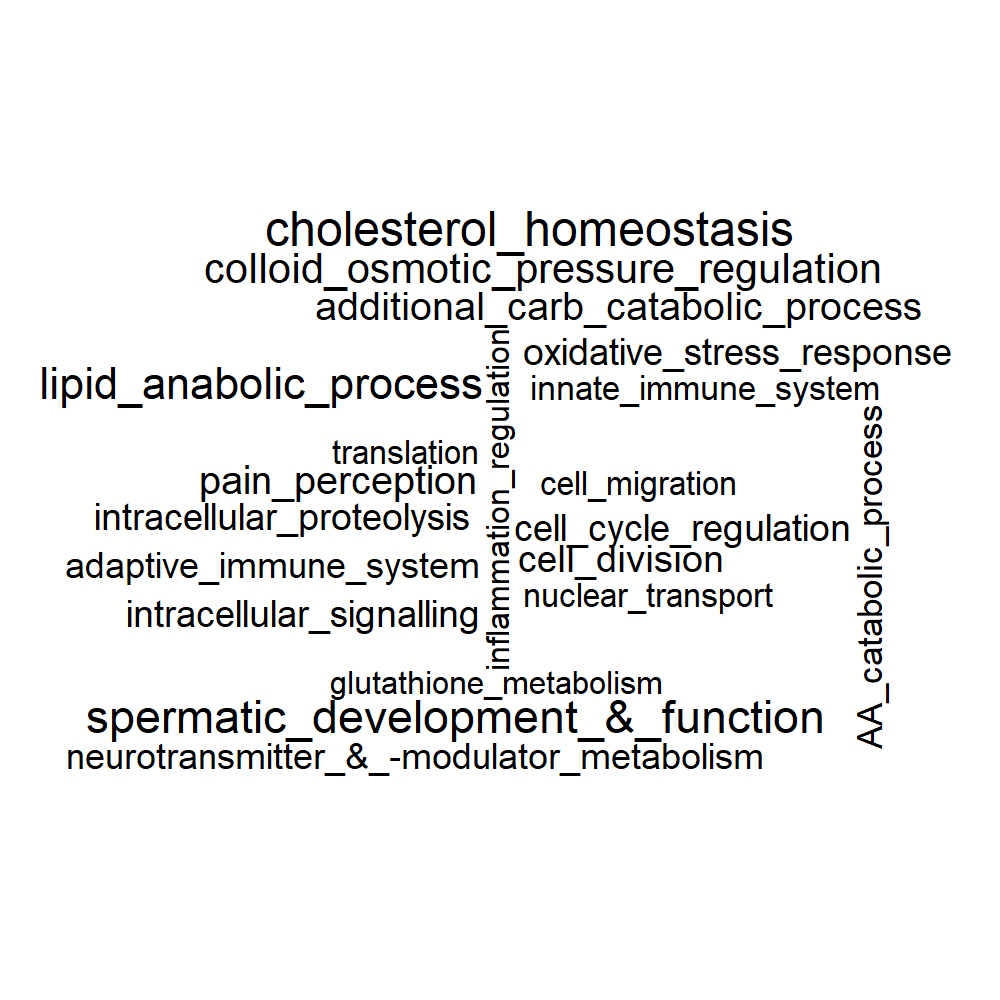 cholesterol_homeostasis
colloid_osmotic_pressure_regulation
additional_carb_catabolic_process
oxidative_stress_response
lipid_anabolic_process
innate_immune_system
inflammation_regulation
AA_catabolic_process
translation
pain_perception
cell_migration
intracellular_proteolysis
cell_cycle_regulation
adaptive_immune_system
cell_division
nuclear_transport
intracellular_signalling
glutathione_metabolism
spermatic_development_&_function
neurotransmitter_&_-modulator_metabolism